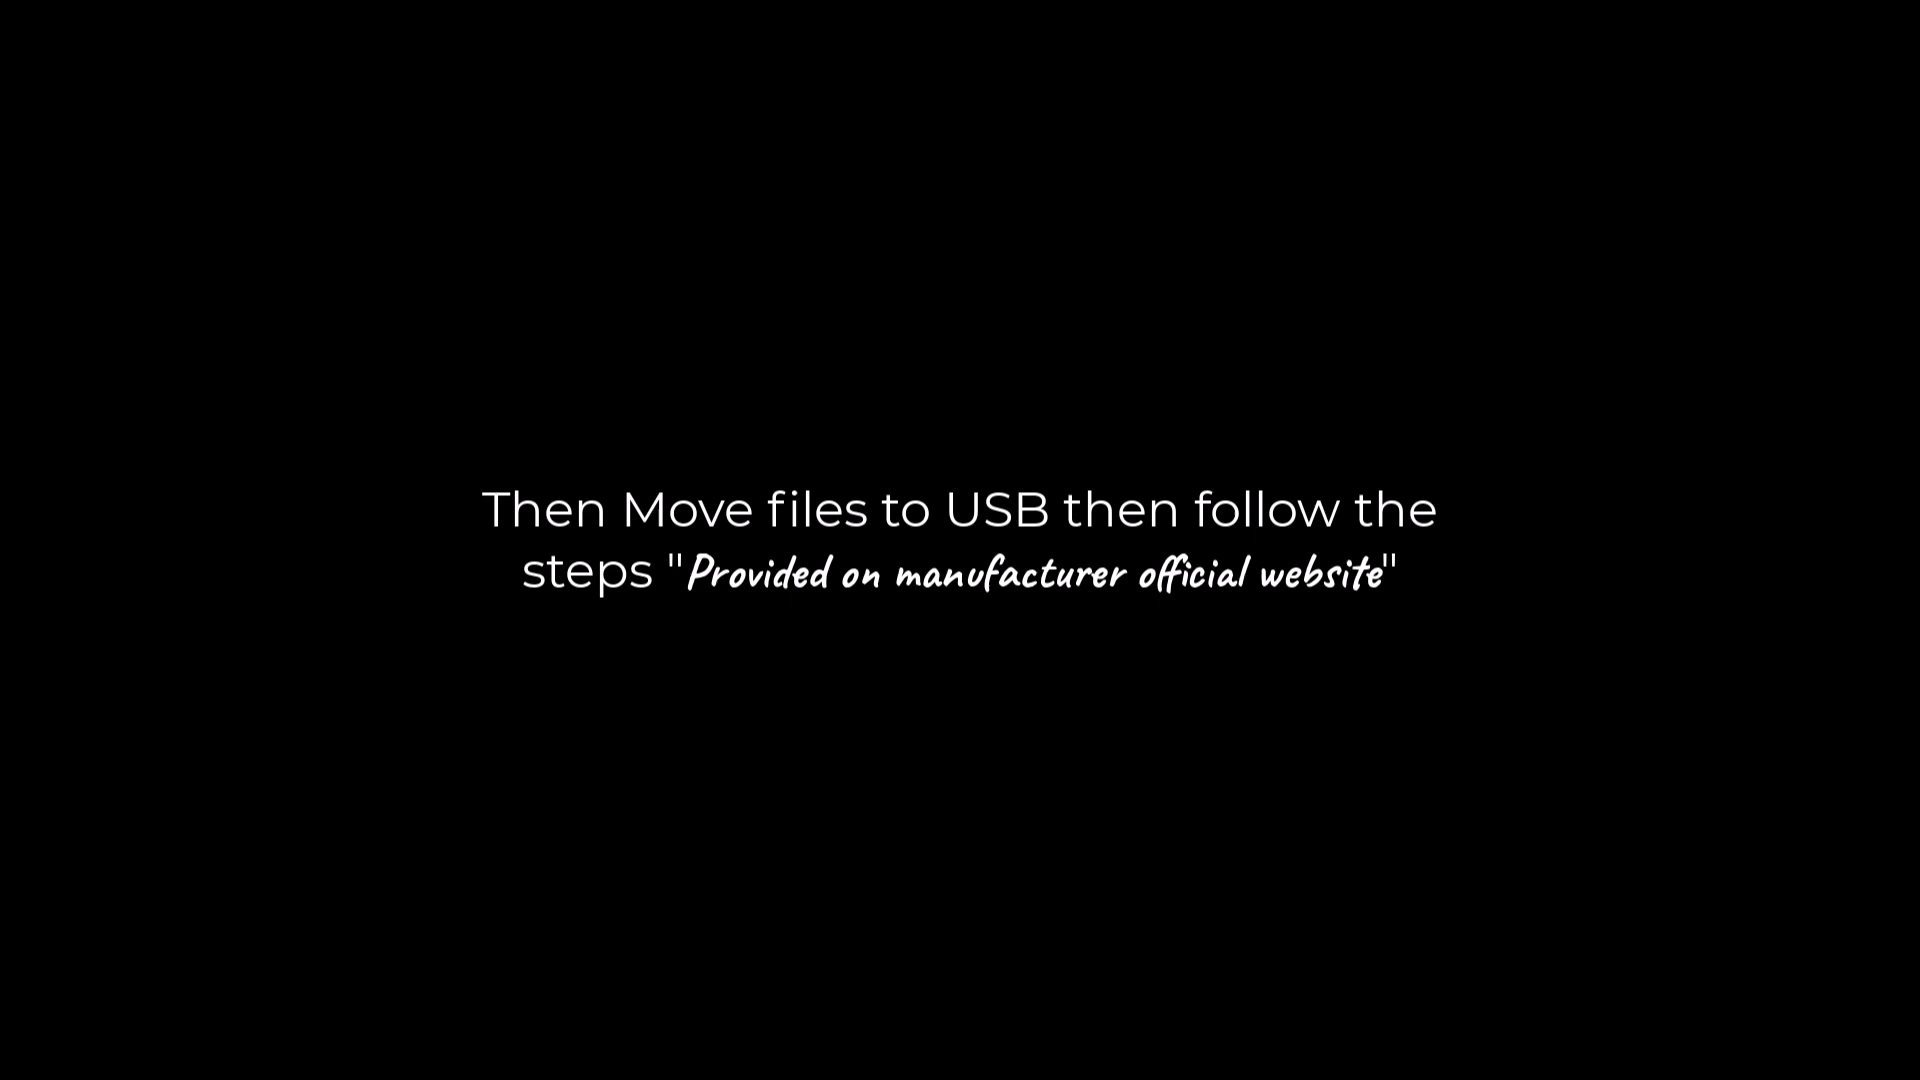 Then Move files to USB then follow the
steps "Provided on manufacturer official website"